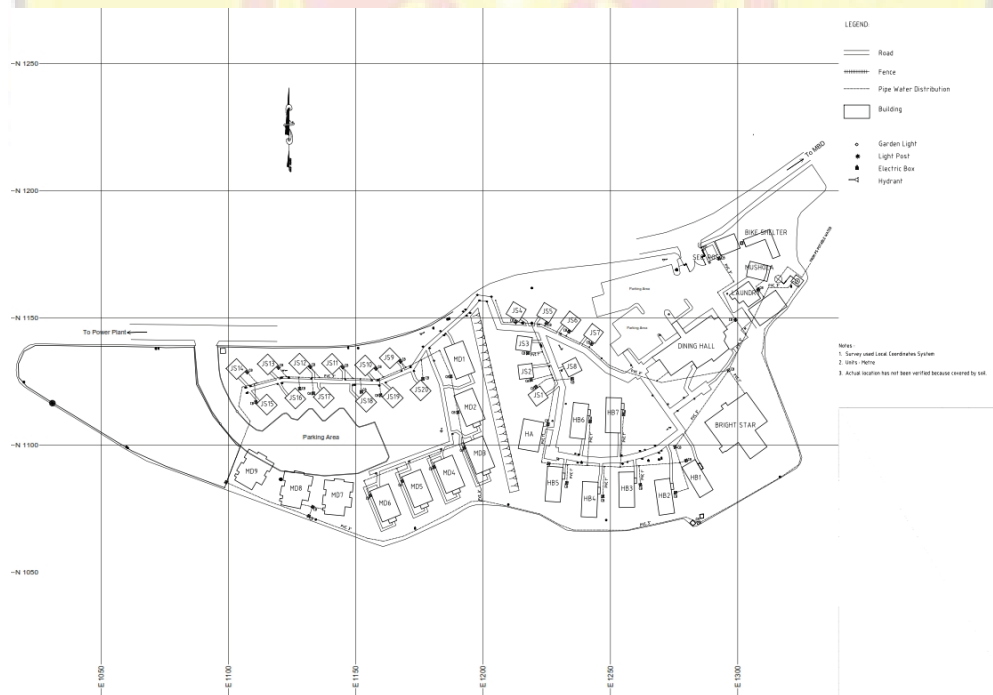 LEGEND:
Road
Fence
Pipe Water Distribution
Building
Garden Light
Light Post
Electric Box
Hydrant
N 1250
N 1200
N 1150
N 1100
N 1050
To MBD
BIKE SHELTER
MUSHOLA
LAUNDRY
Parking Area
Parking Area
DINING HALL
BRIGHT STAR
To Power Plant
JS4
JS5
JS6
JS7
JS3
JS2
JS1
JS8
JS14
JS13
JS12
JS11
JS10
JS9
JS15
JS16
JS17
JS18
JS19
JS20
MD1
MD2
MD3
MD4
MD5
MD6
MD7
MD8
MD9
Parking Area
HA
HB6
HB7
HB5
HB4
HB3
HB2
HB1
Notes :
1. Survey used Local Coordinates System
2. Units : Metre
3. Actual location has not been verified because covered by soil.
E 1050
E 1100
E 1150
E 1200
E 1250
E 1300